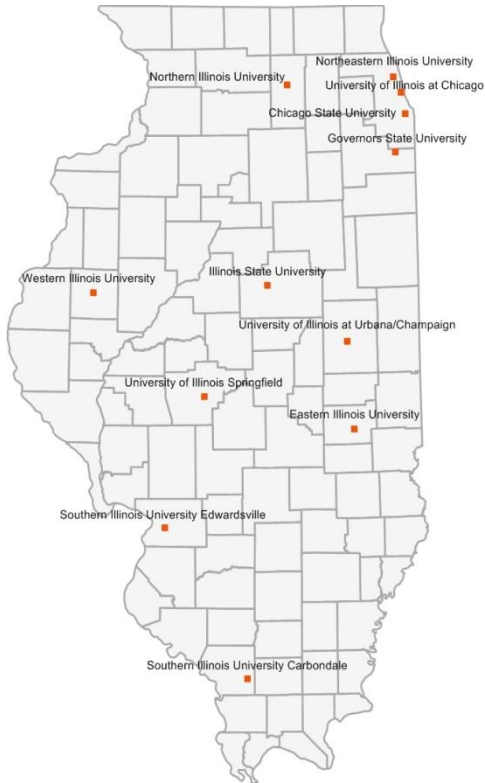 Northeastern Illinois University
Northern Illinois University
University of Illinois at Chicago
Chicago State University
Governors State University
Western Illinois University
Illinois State University
University of Illinois at Urbana/Champaign
University of Illinois Springfield
Eastern Illinois University
Southern Illinois University Edwardsville
Southern Illinois University Carbondale